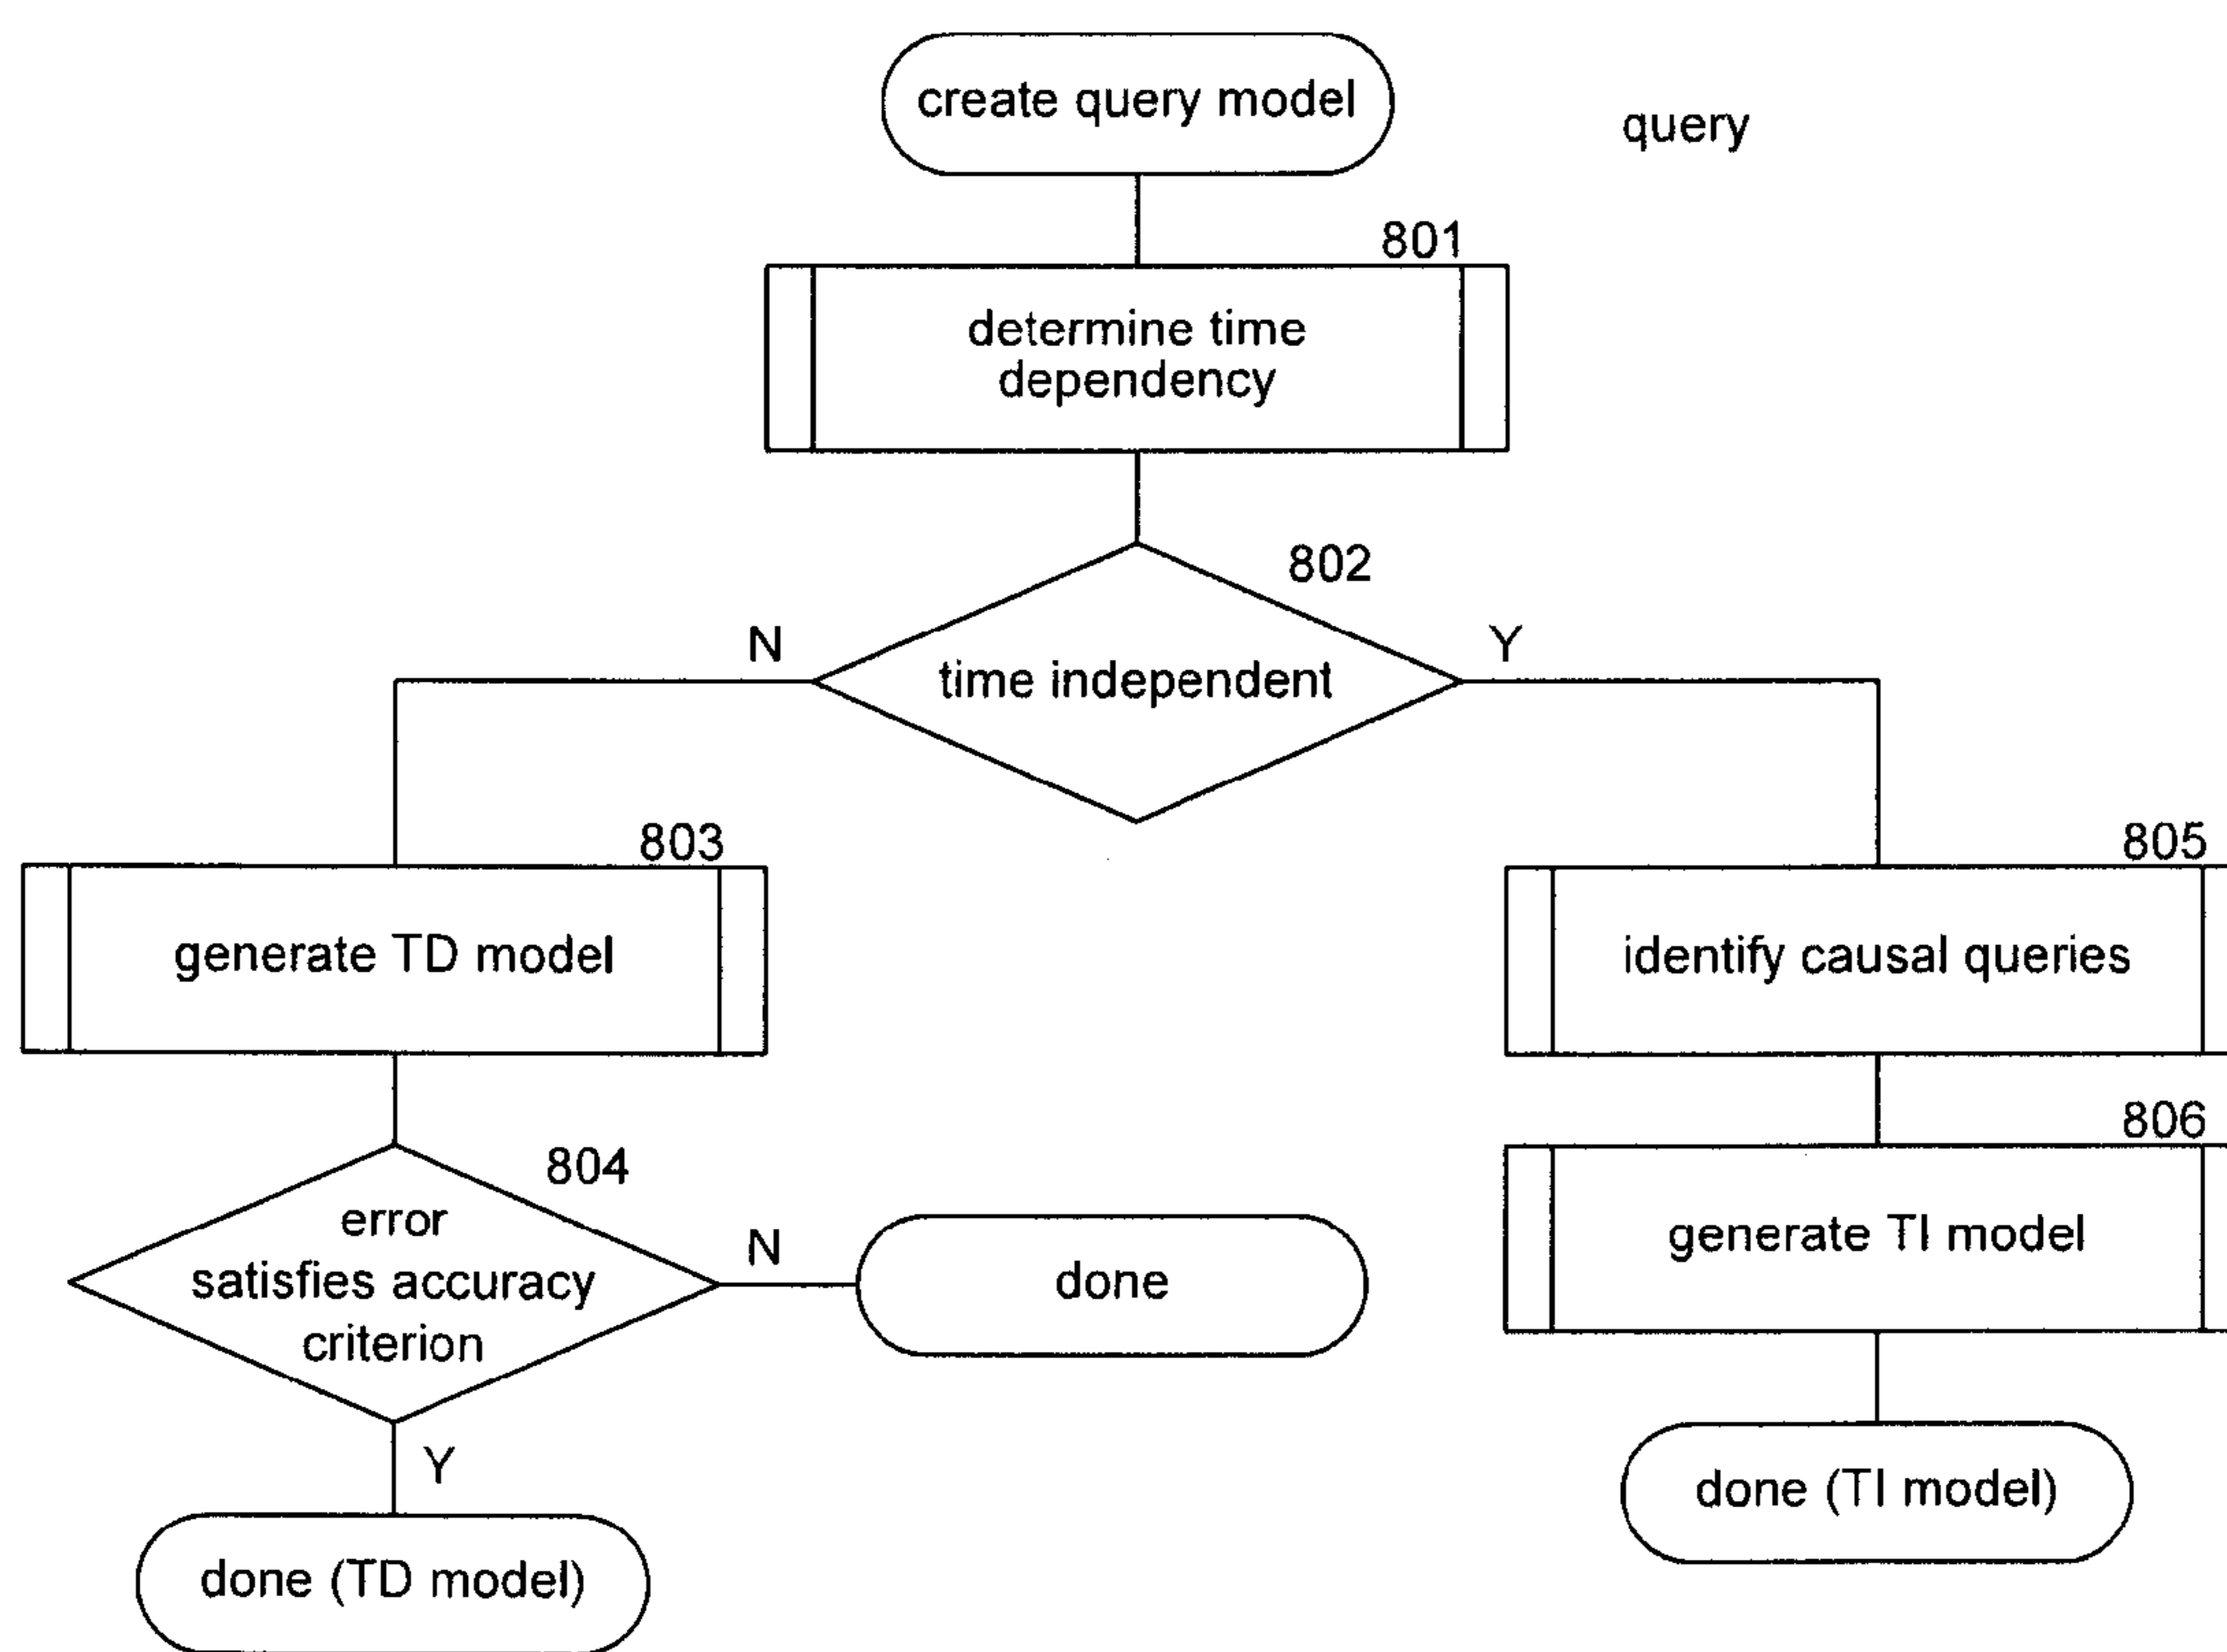 create query model
query
801
determine time
dependency
802
N
Y
time independent
803
805
generate TD model
identify causal queries
806
804
error
satisfies accuracy
criterion
N
done
generate TI model
Y
done (TI model)
done (TD model)